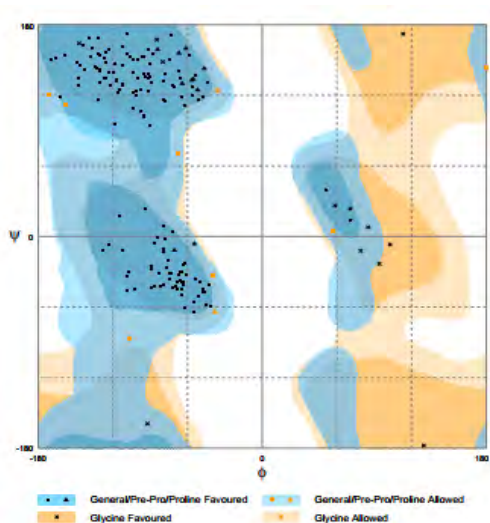 180
Ψ
0
-180
-180 0 180
Φ
General/Pre-Pro/Proline Favoured General/Pre-Pro/Proline Allowed
Glycine Favoured Glycine Allowed